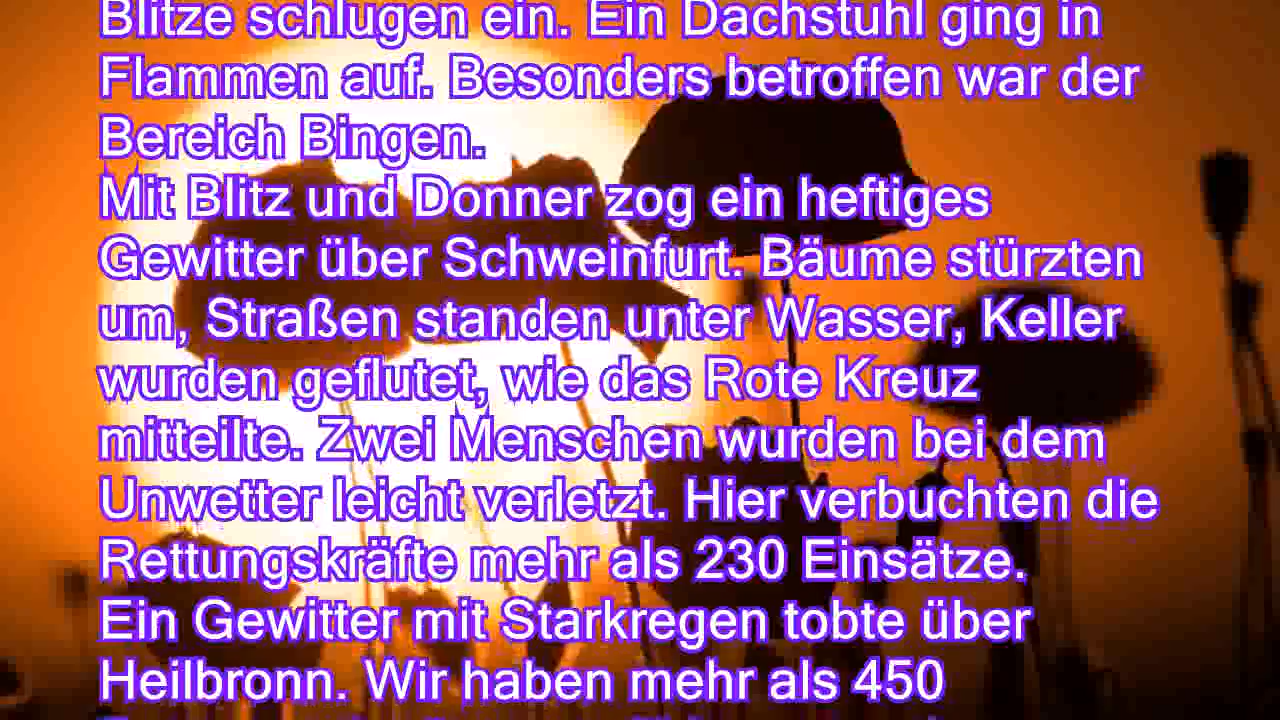 Blitze schlugen ein. Ein Dachstuhl ging in
Flammen auf. Besonders betroffen war der
Bereich Bingen.
Mit Blitz und Donner zog ein heftiges
Gewitter über Schweinfurt. Bäume stürzten
um, Straßen standen unter Wasser, Keller
wurden geflutet, wie das Rote Kreuz
mitteilte. Zwei Menschen wurden bei dem
Unwetter leicht verletzt. Hier verbuchten die
Rettungskräfte mehr als 230 Einsätze.
Ein Gewitter mit Starkregen tobte über
Heilbronn. Wir haben mehr als 450